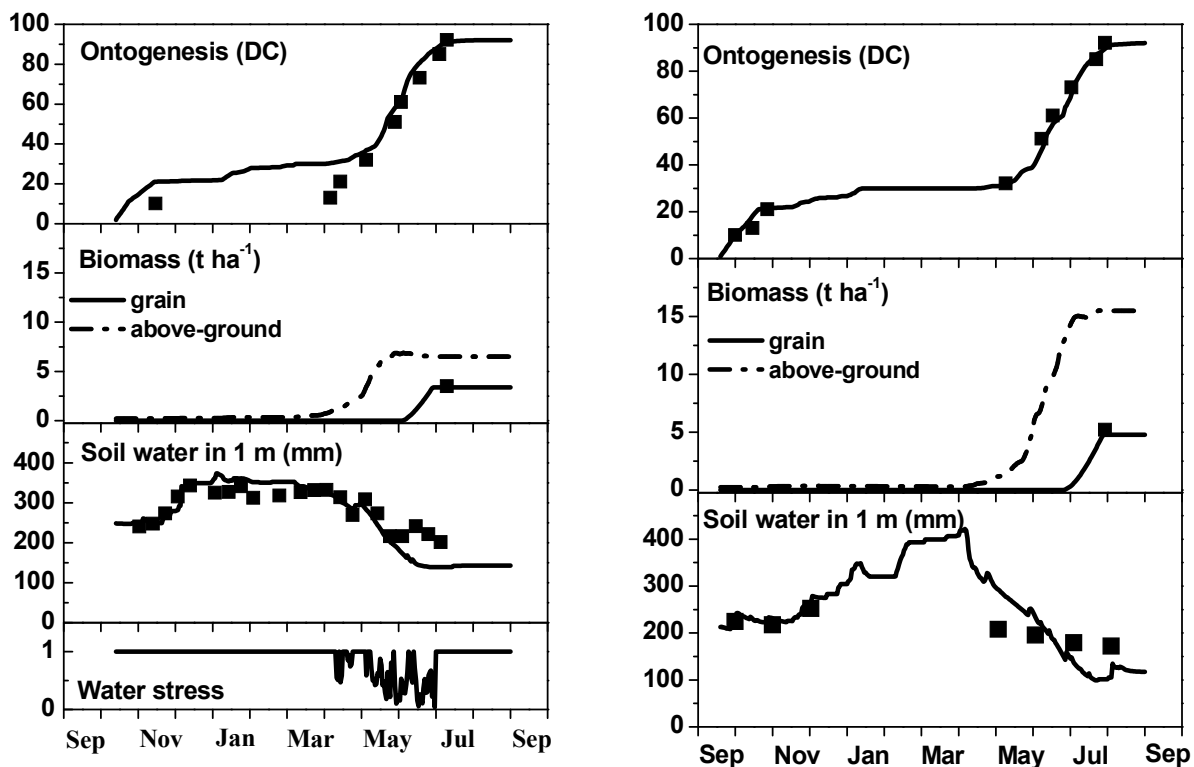 100
80
60
40
20
0
Ontogenesis (DC)
15
10
5
0
Biomass (t ha⁻¹)
grain
above-ground
400
300
200
100
0
Soil water in 1 m (mm)
1
0
Water stress
Sep Nov Jan Mar May Jul Sep
100
80
60
40
20
0
Ontogenesis (DC)
15
10
5
0
Biomass (t ha⁻¹)
grain
above-ground
400
300
200
100
0
Soil water in 1 m (mm)
Sep Nov Jan Mar May Jul Sep